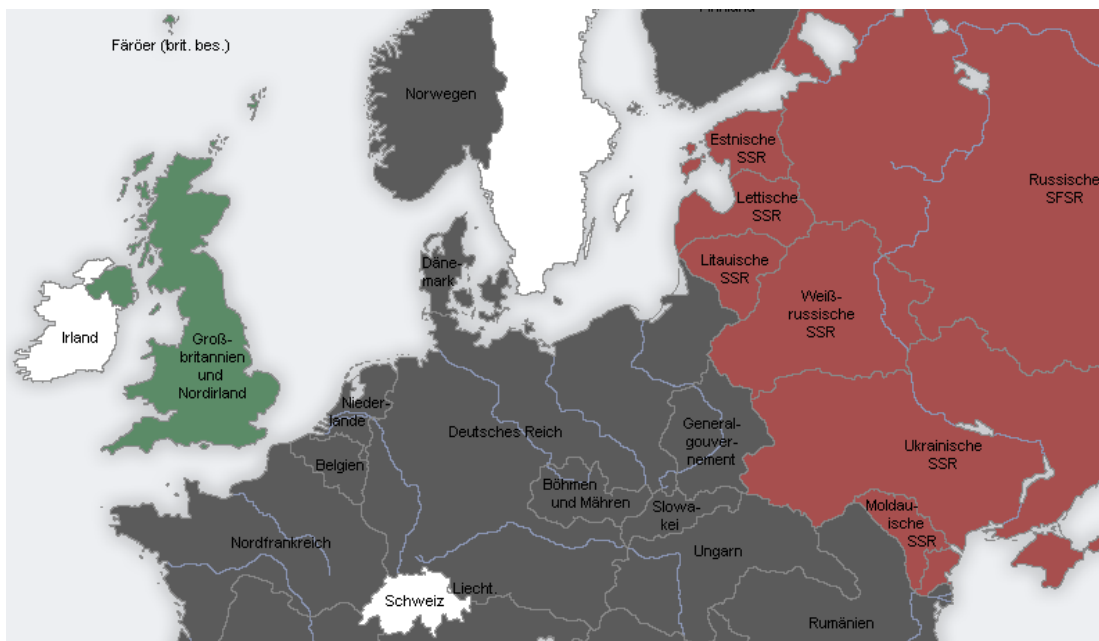 Finnland
Färöer (brit. bes.)
Norwegen
Estnische
SSR
Russische
SFSR
Lettische
SSR
Litauische
SSR
Däne-
mark
Weiß-
russische
SSR
Irland
Groß-
britannien
und
Nordirland
Nieder-
lande
Deutsches Reich
General-
gouver-
nement
Ukrainische
SSR
Belgien
Böhmen
und Mähren
Slowa-
kei
Moldau-
ische
SSR
Nordfrankreich
Ungarn
Liecht.
Schweiz
Rumänien